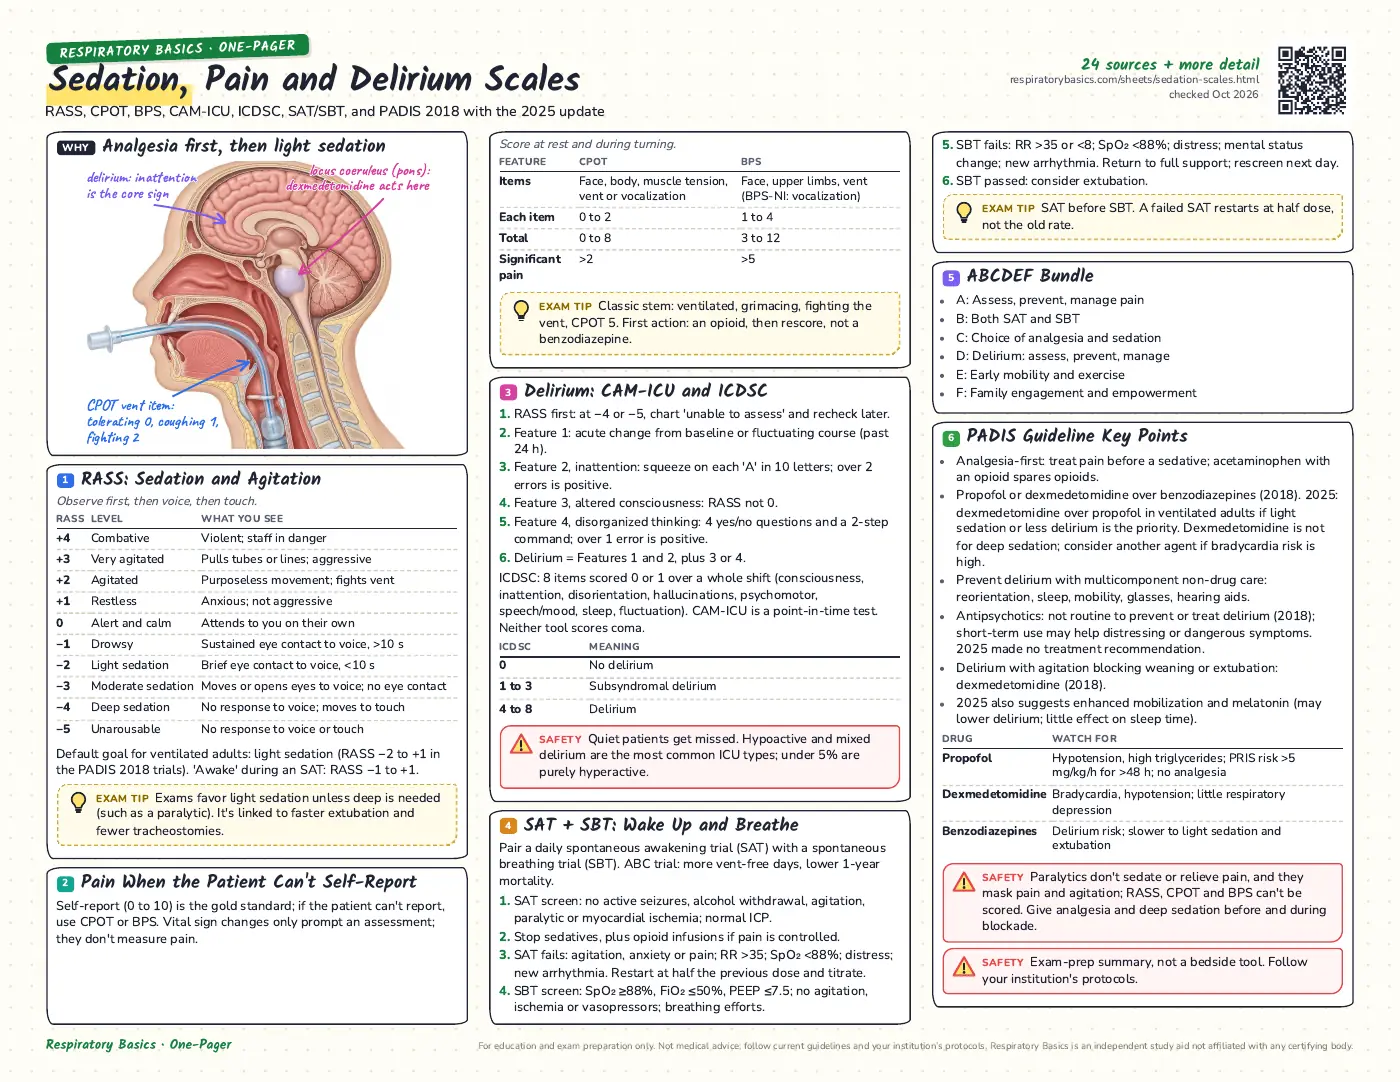 RESPIRATORY BASICS · ONE-PAGER
Sedation, Pain and Delirium Scales
RASS, CPOT, BPS, CAM-ICU, ICDSC, SAT/SBT, and PADIS 2018 with the 2025 update
24 sources + more detail
respiratorybasics.com/sheets/sedation-scales.html
checked Oct 2026
WHY Analgesia first, then light sedation
delirium: inattention
is the core sign
locus coeruleus (pons):
dexmedetomidine acts here
CPOT vent item:
tolerating 0, coughing 1,
fighting 2
1 RASS: Sedation and Agitation
Observe first, then voice, then touch.
RASS LEVEL WHAT YOU SEE
+4 Combative Violent; staff in danger
+3 Very agitated Pulls tubes or lines; aggressive
+2 Agitated Purposeless movement; fights vent
+1 Restless Anxious; not aggressive
0 Alert and calm Attends to you on their own
−1 Drowsy Sustained eye contact to voice, >10 s
−2 Light sedation Brief eye contact to voice, <10 s
−3 Moderate sedation Moves or opens eyes to voice; no eye contact
−4 Deep sedation No response to voice; moves to touch
−5 Unarousable No response to voice or touch
Default goal for ventilated adults: light sedation (RASS −2 to +1 in
the PADIS 2018 trials). 'Awake' during an SAT: RASS −1 to +1.
EXAM TIP Exams favor light sedation unless deep is needed
(such as a paralytic). It's linked to faster extubation and
fewer tracheostomies.
2 Pain When the Patient Can't Self-Report
Self-report (0 to 10) is the gold standard; if the patient can't report,
use CPOT or BPS. Vital sign changes only prompt an assessment;
they don't measure pain.
Score at rest and during turning.
FEATURE CPOT BPS
Items Face, body, muscle tension, Face, upper limbs, vent
vent or vocalization (BPS-NI: vocalization)
Each item 0 to 2 1 to 4
Total 0 to 8 3 to 12
Significant >2 >5
pain
EXAM TIP Classic stem: ventilated, grimacing, fighting the
vent, CPOT 5. First action: an opioid, then rescore, not a
benzodiazepine.
3 Delirium: CAM-ICU and ICDSC
1. RASS first: at −4 or −5, chart 'unable to assess' and recheck later.
2. Feature 1: acute change from baseline or fluctuating course (past
24 h).
3. Feature 2, inattention: squeeze on each 'A' in 10 letters; over 2
errors is positive.
4. Feature 3, altered consciousness: RASS not 0.
5. Feature 4, disorganized thinking: 4 yes/no questions and a 2-step
command; over 1 error is positive.
6. Delirium = Features 1 and 2, plus 3 or 4.
ICDSC: 8 items scored 0 or 1 over a whole shift (consciousness,
inattention, disorientation, hallucinations, psychomotor,
speech/mood, sleep, fluctuation). CAM-ICU is a point-in-time test.
Neither tool scores coma.
ICDSC MEANING
0 No delirium
1 to 3 Subsyndromal delirium
4 to 8 Delirium
SAFETY Quiet patients get missed. Hypoactive and mixed
delirium are the most common ICU types; under 5% are
purely hyperactive.
4 SAT + SBT: Wake Up and Breathe
Pair a daily spontaneous awakening trial (SAT) with a spontaneous
breathing trial (SBT). ABC trial: more vent-free days, lower 1-year
mortality.
1. SAT screen: no active seizures, alcohol withdrawal, agitation,
paralytic or myocardial ischemia; normal ICP.
2. Stop sedatives, plus opioid infusions if pain is controlled.
3. SAT fails: agitation, anxiety or pain; RR >35; SpO₂ <88%; distress;
new arrhythmia. Restart at half the previous dose and titrate.
4. SBT screen: SpO₂ ≥88%, FiO₂ ≤50%, PEEP ≤7.5; no agitation,
ischemia or vasopressors; breathing efforts.
5. SBT fails: RR >35 or <8; SpO₂ <88%; distress; mental status
change; new arrhythmia. Return to full support; rescreen next day.
6. SBT passed: consider extubation.
EXAM TIP SAT before SBT. A failed SAT restarts at half dose,
not the old rate.
5 ABCDEF Bundle
• A: Assess, prevent, manage pain
• B: Both SAT and SBT
• C: Choice of analgesia and sedation
• D: Delirium: assess, prevent, manage
• E: Early mobility and exercise
• F: Family engagement and empowerment
6 PADIS Guideline Key Points
• Analgesia-first: treat pain before a sedative; acetaminophen with
an opioid spares opioids.
• Propofol or dexmedetomidine over benzodiazepines (2018). 2025:
dexmedetomidine over propofol in ventilated adults if light
sedation or less delirium is the priority. Dexmedetomidine is not
for deep sedation; consider another agent if bradycardia risk is
high.
• Prevent delirium with multicomponent non-drug care:
reorientation, sleep, mobility, glasses, hearing aids.
• Antipsychotics: not routine to prevent or treat delirium (2018);
short-term use may help distressing or dangerous symptoms.
2025 made no treatment recommendation.
• Delirium with agitation blocking weaning or extubation:
dexmedetomidine (2018).
• 2025 also suggests enhanced mobilization and melatonin (may
lower delirium; little effect on sleep time).
DRUG WATCH FOR
Propofol Hypotension, high triglycerides; PRIS risk >5
mg/kg/h for >48 h; no analgesia
Dexmedetomidine Bradycardia, hypotension; little respiratory
depression
Benzodiazepines Delirium risk; slower to light sedation and
extubation
SAFETY Paralytics don't sedate or relieve pain, and they
mask pain and agitation; RASS, CPOT and BPS can't be
scored. Give analgesia and deep sedation before and during
blockade.
SAFETY Exam-prep summary, not a bedside tool. Follow
your institution's protocols.
Respiratory Basics · One-Pager
For education and exam preparation only. Not medical advice; follow current guidelines and your institution's protocols. Respiratory Basics is an independent study aid not affiliated with any certifying body.